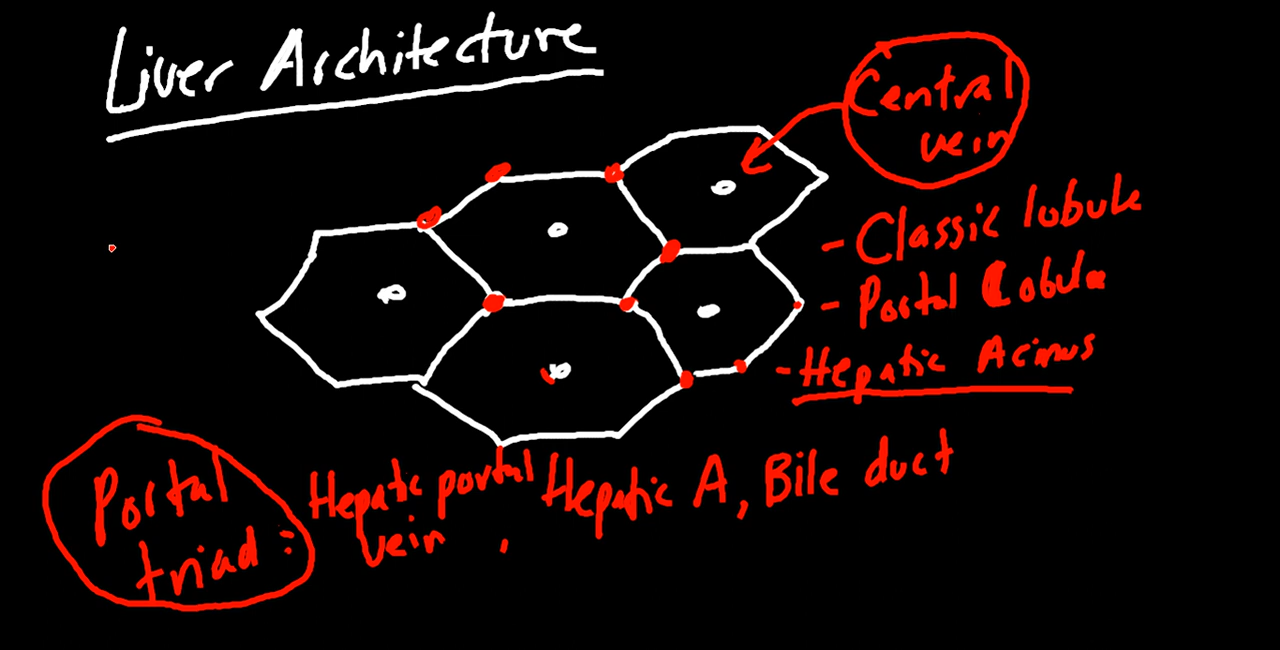 Liver Architecture
Central
vein
- Classic lobule
- Portal Lobule
- Hepatic Acinus
Portal
triad :
Hepatic portal
vein ,
Hepatic A, Bile duct